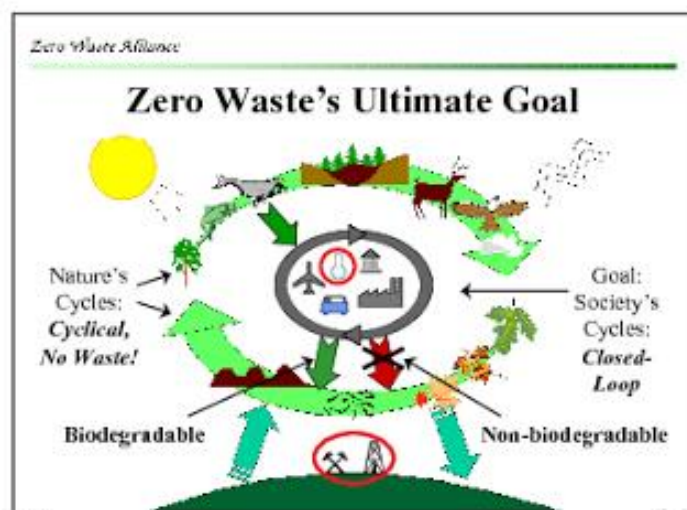 Zero Waste Alliance
Zero Waste's Ultimate Goal
Nature's
Cycles:
Cyclical,
No Waste!
Goal:
Society's
Cycles:
Closed-
Loop
Biodegradable
Non-biodegradable